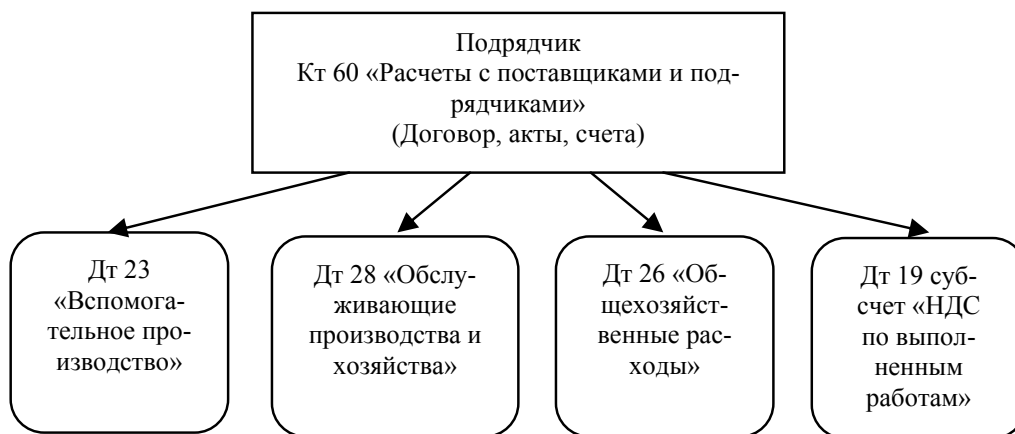 Подрядчик
Кт 60 «Расчеты с поставщиками и под-
рядчиками»
(Договор, акты, счета)
Дт 23
«Вспомога-
тельное про-
изводство»
Дт 28 «Обслу-
живающие
производства и
хозяйства»
Дт 26 «Об-
щехозяйст-
венные рас-
ходы»
Дт 19 суб-
счет «НДС
по выпол-
ненным
работам»